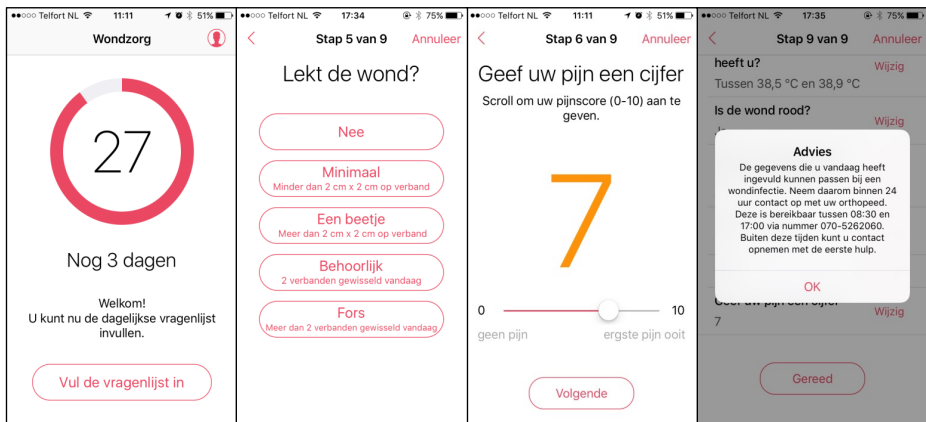 ●●○○○ Telfort NL 11:11 51%
Wondzorg
27
Nog 3 dagen
Welkom!
U kunt nu de dagelijkse vragenlijst
invullen.
Vul de vragenlijst in
●●○○○ Telfort NL 17:34 75%
Stap 5 van 9 Annuleer
Lekt de wond?
Nee
Minimaal
Minder dan 2 cm x 2 cm op verband
Een beetje
Meer dan 2 cm x 2 cm op verband
Behoorlijk
2 verbanden gewisseld vandaag
Fors
Meer dan 2 verbanden gewisseld vandaag
●●○○○ Telfort NL 11:11 51%
Stap 6 van 9 Annuleer
Geef uw pijn een cijfer
Scroll om uw pijnscore (0-10) aan te
geven.
7
0 10
geen pijn ergste pijn ooit
Volgende
●●○○○ Telfort NL 17:35 75%
Stap 9 van 9 Annuleer
heeft u? Wijzig
Tussen 38,5 °C en 38,9 °C
Is de wond rood? Wijzig
Advies
De gegevens die u vandaag heeft
ingevuld kunnen passen bij een
wondinfectie. Neem daarom binnen 24
uur contact op met uw orthopeed.
Deze is bereikbaar tussen 08:30 en
17:00 via nummer 070-5262060.
Buiten deze tijden kunt u contact
opnemen met de eerste hulp.
OK
Geef uw pijn een cijfer Wijzig
7
Gereed